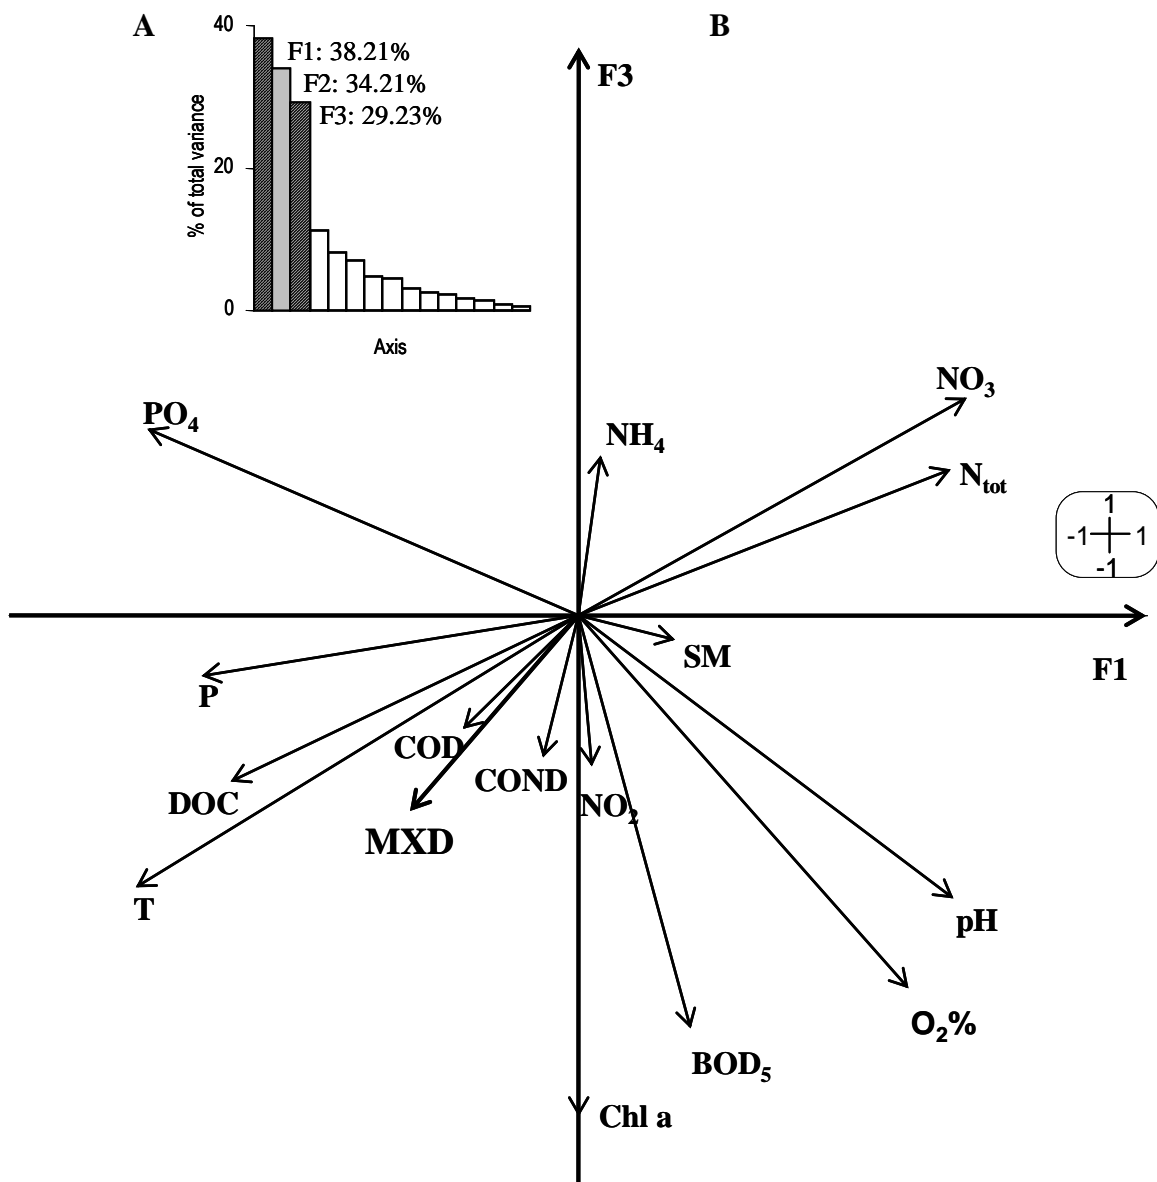 A
B
40
F1: 38.21%
F2: 34.21%
F3: 29.23%
% of total variance
20
0
Axis
F3
NO₃
PO₄
NH₄
N_tot
1
-1 1
-1
SM
F1
P
COD
COND
DOC
NO₂
MXD
T
pH
O₂%
BOD₅
Chl a